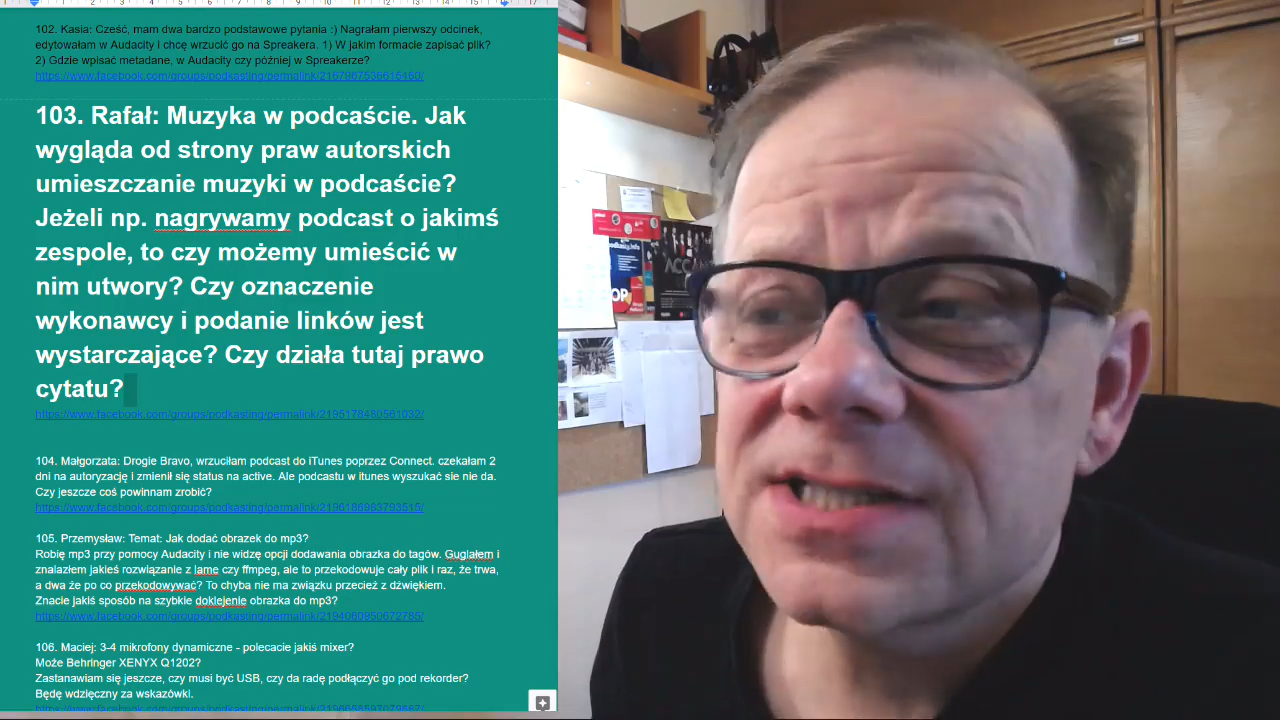 102. Kasia: Cześć, mam dwa bardzo podstawowe pytania :) Nagrałam pierwszy odcinek,
edytowałam w Audacity i chcę wrzucić go na Spreakera. 1) W jakim formacie zapisać plik?
2) Gdzie wpisać metadane, w Audacity czy później w Spreakerze?
103. Rafał: Muzyka w podcaście. Jak
wygląda od strony praw autorskich
umieszczanie muzyki w podcaście?
Jeżeli np. nagrywamy podcast o jakimś
zespole, to czy możemy umieścić w
nim utwory? Czy oznaczenie
wykonawcy i podanie linków jest
wystarczające? Czy działa tutaj prawo
cytatu?
https://www.facebook.com/groups/podkasting/permalink/2195178480561032/
104. Małgorzata: Drogie Bravo, wrzuciłam podcast do iTunes poprzez Connect. czekałam 2
dni na autoryzację i zmienił się status na active. Ale podcastu w itunes wyszukać sie nie da.
Czy jeszcze coś powinnam zrobić?
105. Przemysław: Temat: Jak dodać obrazek do mp3?
Robię mp3 przy pomocy Audacity i nie widzę opcji dodawania obrazka do tagów. Guglałem i
znalazłem jakieś rozwiązanie z lame czy ffmpeg, ale to przekodowuje cały plik i raz, że trwa,
a dwa że po co przekodowywać? To chyba nie ma związku przecież z dźwiękiem.
Znacie jakiś sposób na szybkie doklejenie obrazka do mp3?
106. Maciej: 3-4 mikrofony dynamiczne - polecacie jakiś mixer?
Może Behringer XENYX Q1202?
Zastanawiam się jeszcze, czy musi być USB, czy da radę podłączyć go pod rekorder?
Będę wdzięczny za wskazówki.